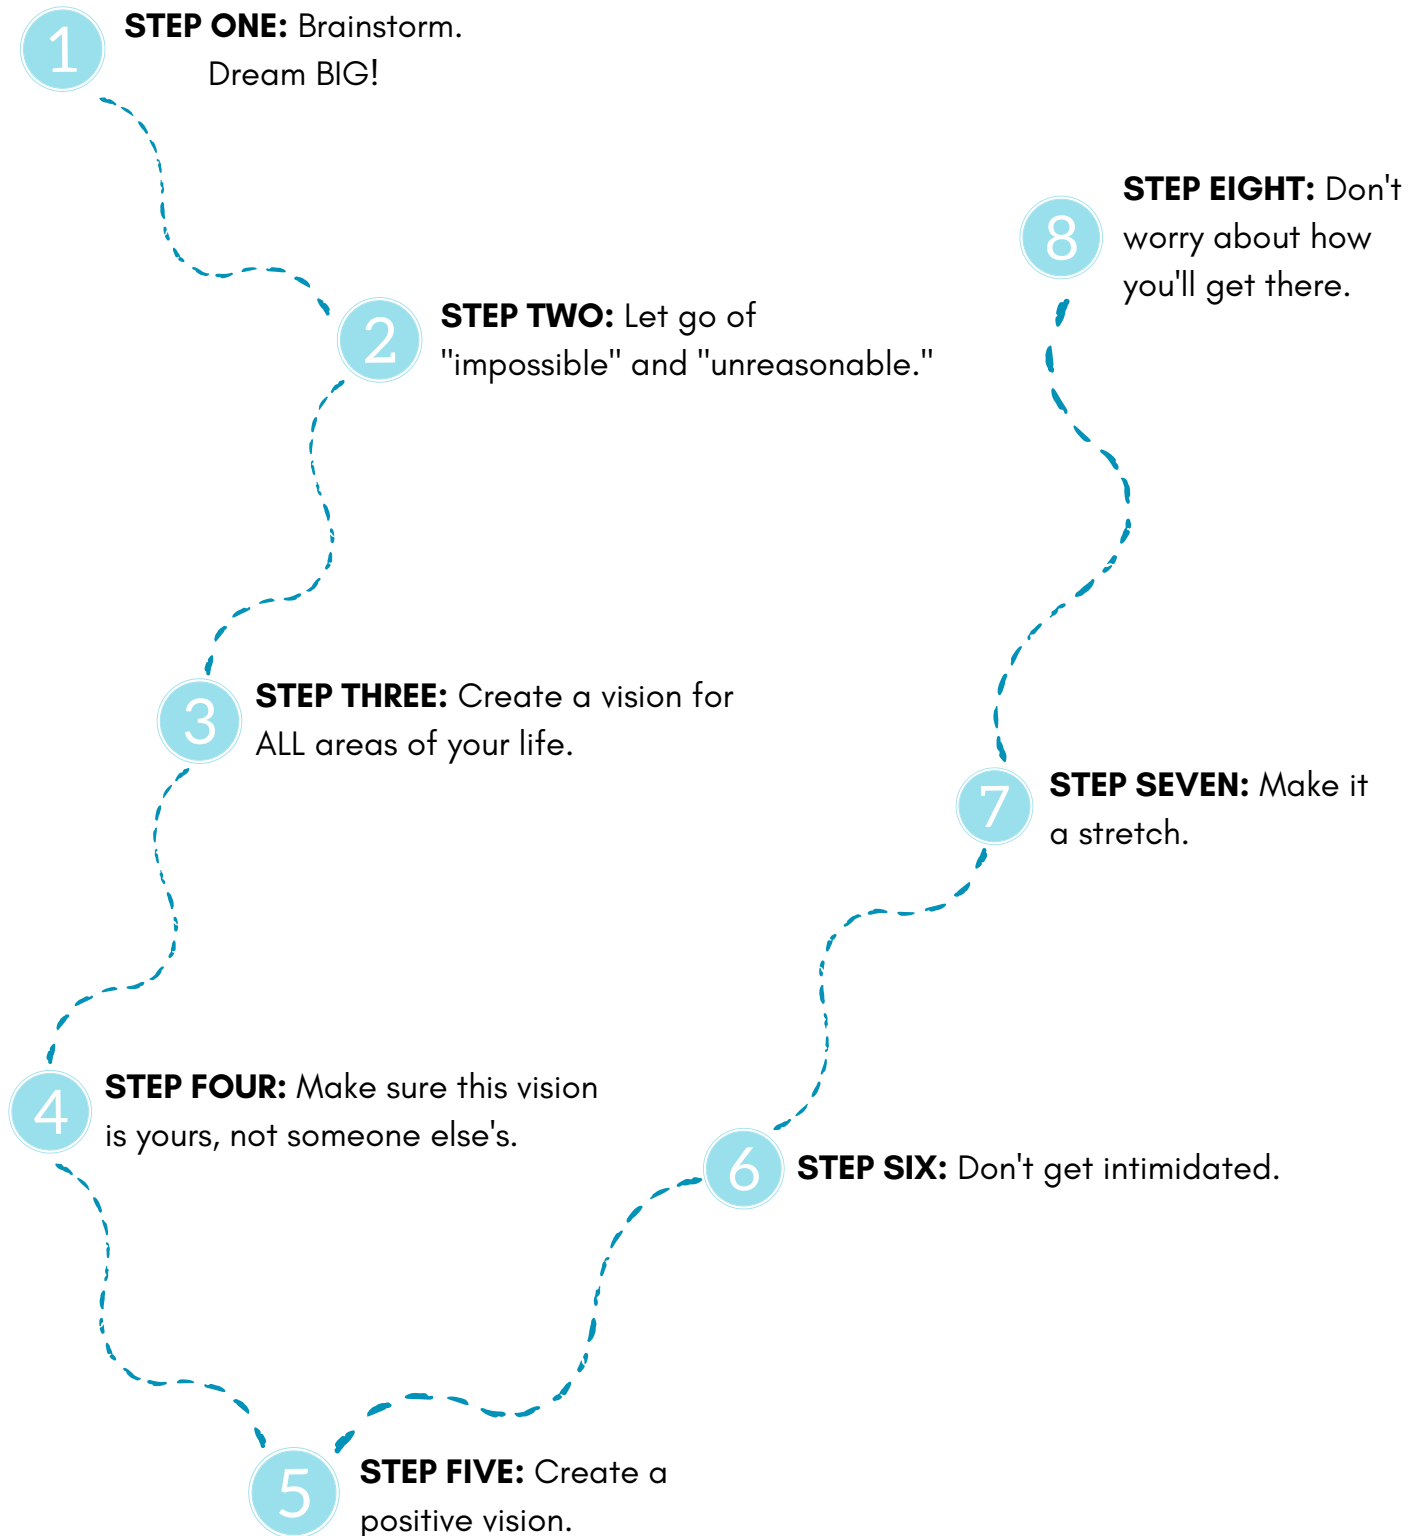 1
STEP ONE: Brainstorm.
Dream BIG!
2
STEP TWO: Let go of
"impossible" and "unreasonable."
3
STEP THREE: Create a vision for
ALL areas of your life.
4
STEP FOUR: Make sure this vision
is yours, not someone else's.
5
STEP FIVE: Create a
positive vision.
6
STEP SIX: Don't get intimidated.
7
STEP SEVEN: Make it
a stretch.
8
STEP EIGHT: Don't
worry about how
you'll get there.